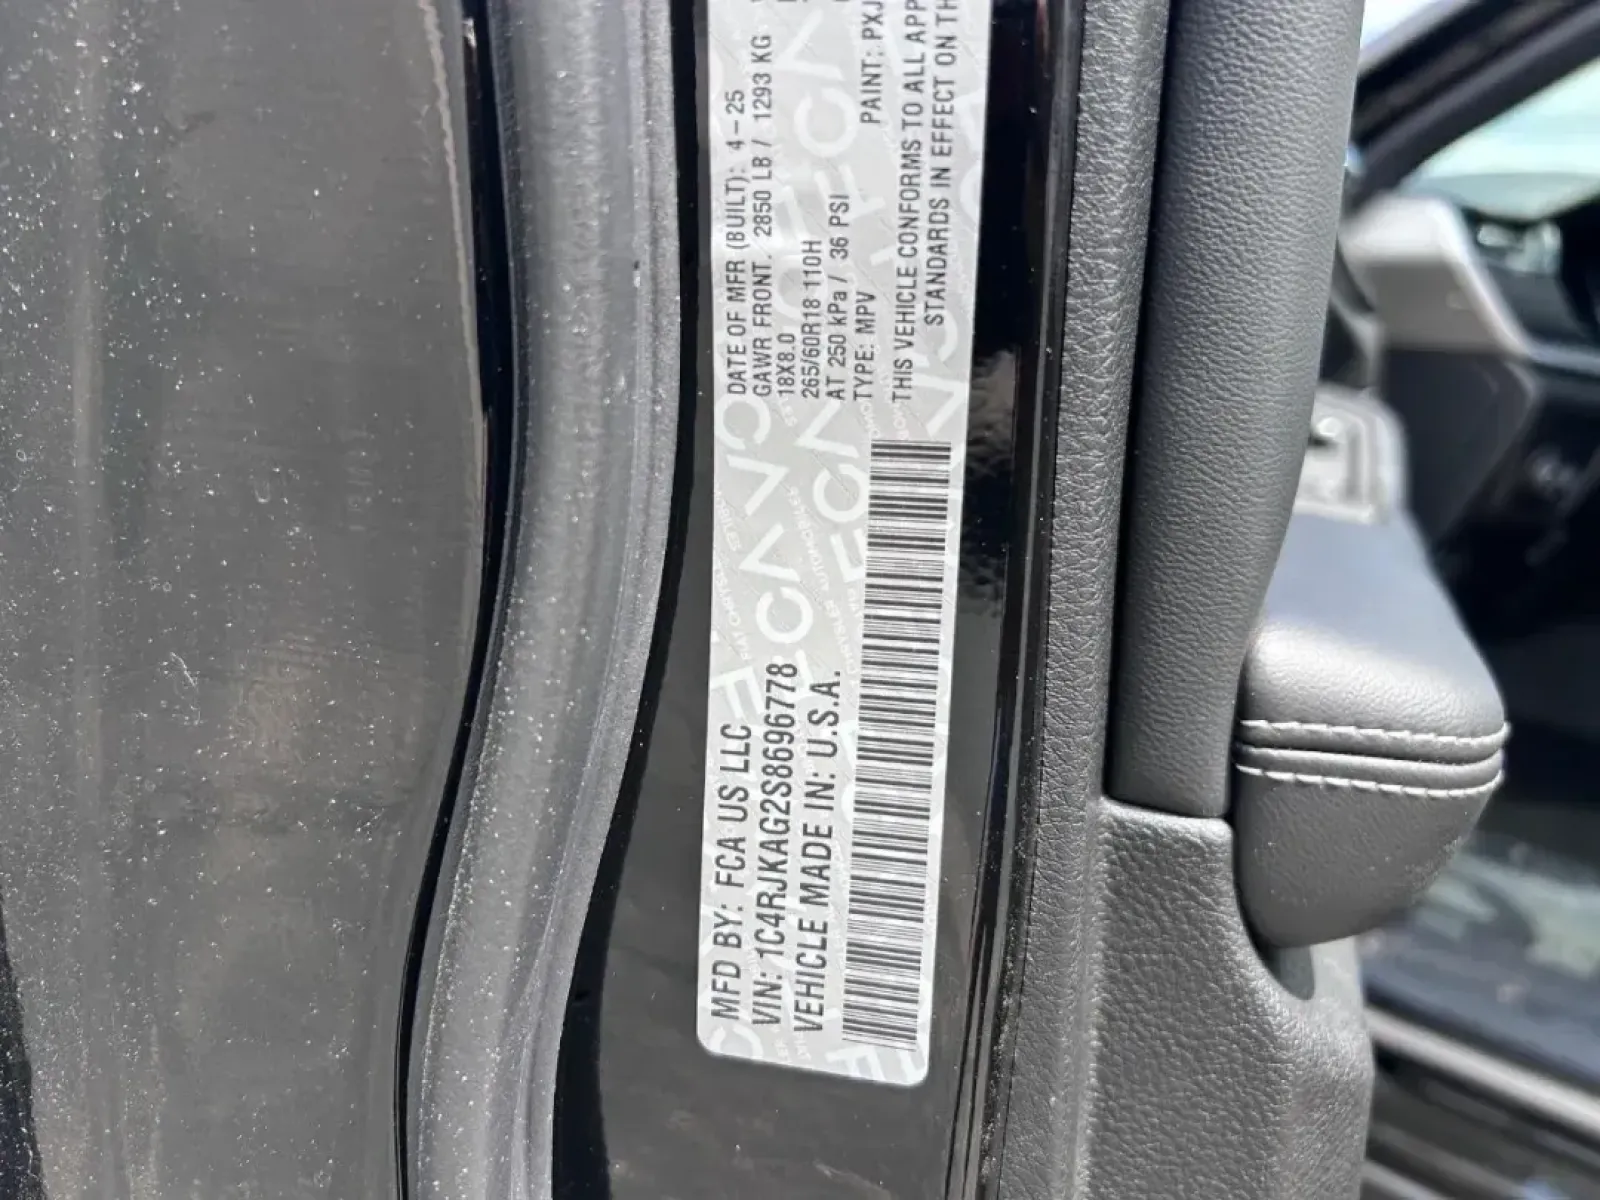 MFD BY: FCA US LLC
VIN: 1C4RJKAG2S8696778
VEHICLE MADE IN: U.S.A.
DATE OF MFR (BUILT): 4-25
GAWR FRONT. 2850 LB / 1293 KG
18X8.0
265/60R18 110H
AT 250 kPa / 36 PSI
TYPE: MPV
PAINT: PXJ
THIS VEHICLE CONFORMS TO ALL APP
STANDARDS IN EFFECT ON TH